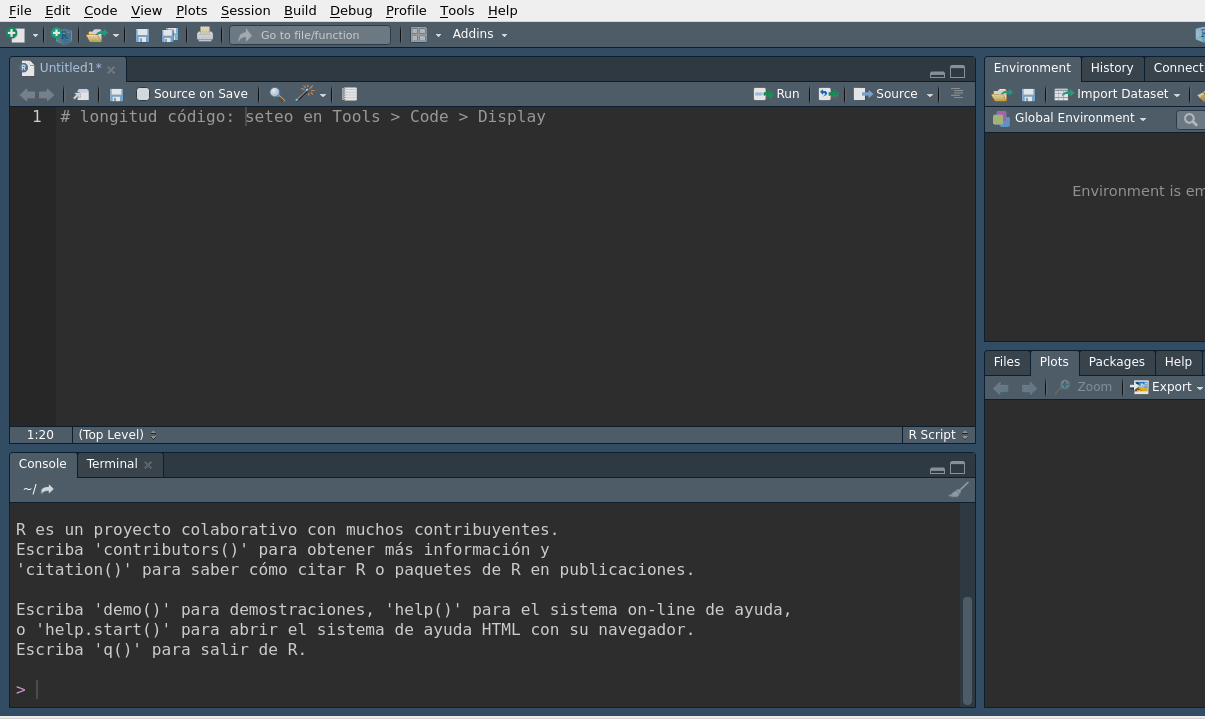 File Edit Code View Plots Session Build Debug Profile Tools Help
Go to file/function Addins
Untitled1*
Source on Save Run Source
1 # longitud código: seteo en Tools > Code > Display
1:20 (Top Level) R Script
Console Terminal
~/
R es un proyecto colaborativo con muchos contribuyentes.
Escriba 'contributors()' para obtener más información y
'citation()' para saber cómo citar R o paquetes de R en publicaciones.
Escriba 'demo()' para demostraciones, 'help()' para el sistema on-line de ayuda,
o 'help.start()' para abrir el sistema de ayuda HTML con su navegador.
Escriba 'q()' para salir de R.
>
Environment History Connect
Import Dataset
Global Environment
Environment is em
Files Plots Packages Help
Zoom Export